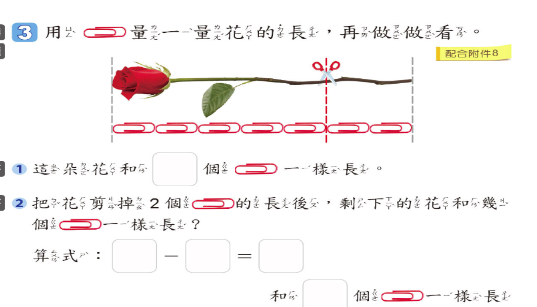 3 用量一量花的長，再做做看。
配合附件8
1 這朵花和個一樣長。
2 把花剪掉2個的長後，剩下的花和幾
個一樣長？
算式：－＝
和個一樣長